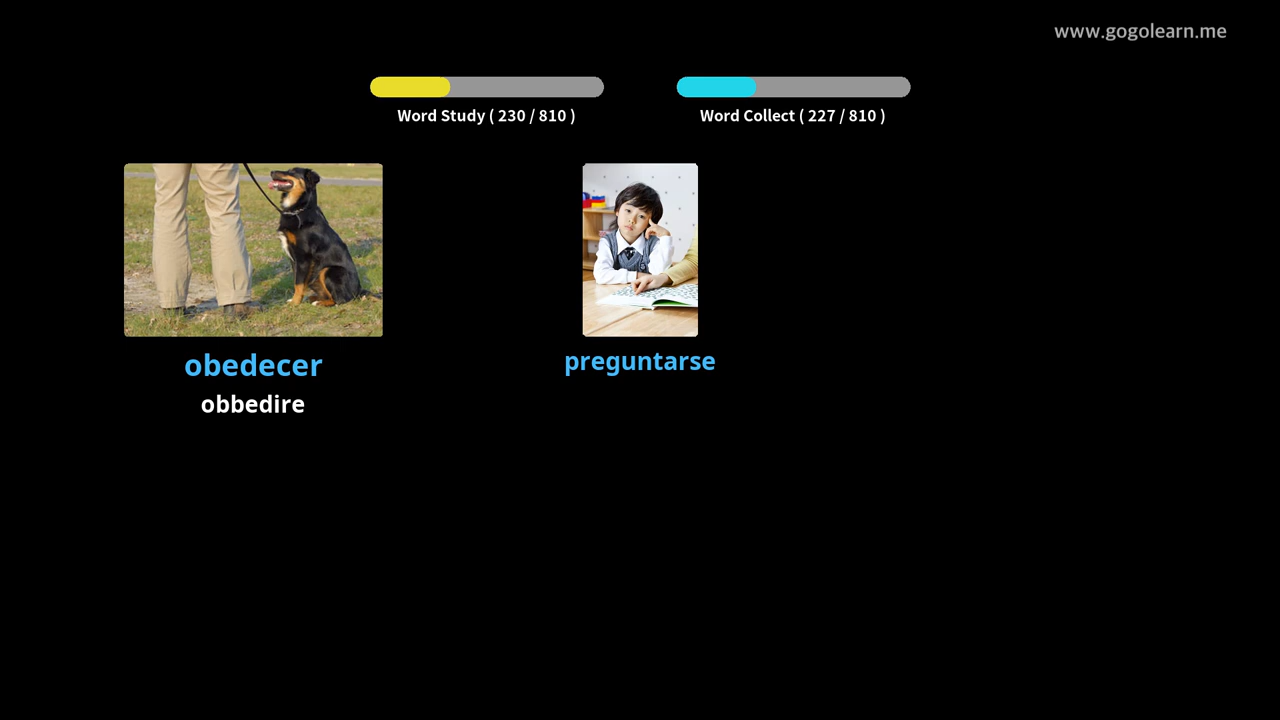 www.gogolearn.me
Word Study ( 230 / 810 )
Word Collect ( 227 / 810 )
obedecer
obbedire
preguntarse